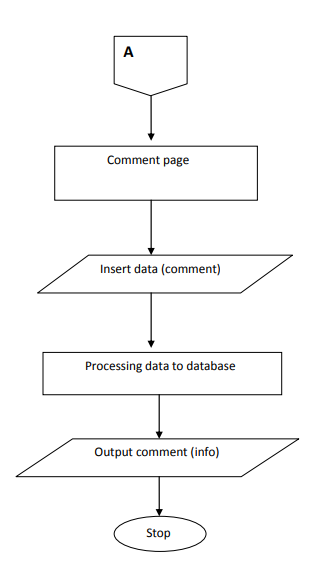 A
Comment page
Insert data (comment)
Processing data to database
Output comment (info)
Stop